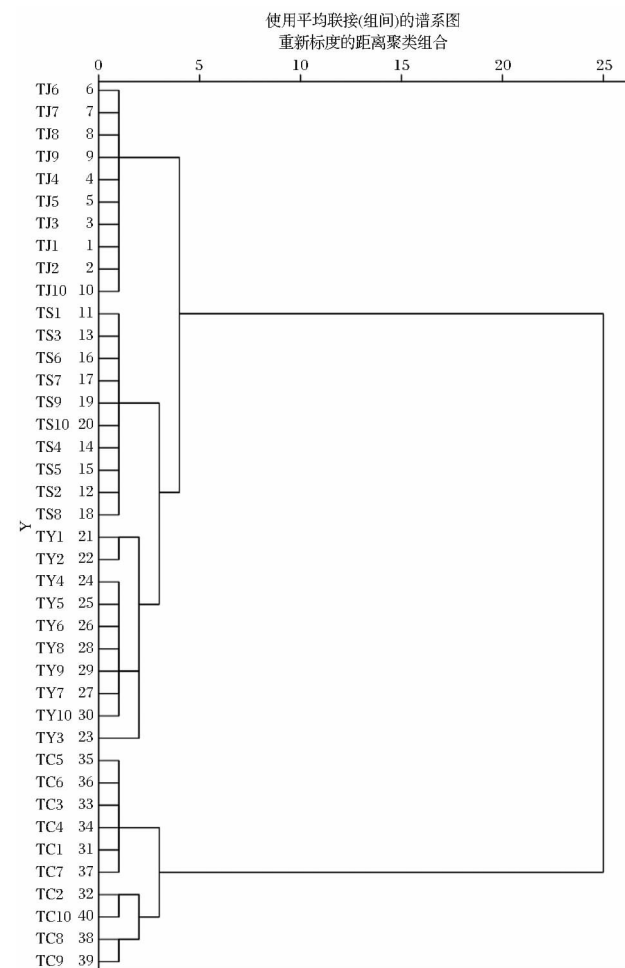 使用平均联接(组间)的谱系图
重新标度的距离聚类组合
0 5 10 15 20 25
TJ6 6
TJ7 7
TJ8 8
TJ9 9
TJ4 4
TJ5 5
TJ3 3
TJ1 1
TJ2 2
TJ10 10
TS1 11
TS3 13
TS6 16
TS7 17
TS9 19
TS10 20
TS4 14
TS5 15
TS2 12
TS8 18
Y
TY1 21
TY2 22
TY4 24
TY5 25
TY6 26
TY8 28
TY9 29
TY7 27
TY10 30
TY3 23
TC5 35
TC6 36
TC3 33
TC4 34
TC1 31
TC7 37
TC2 32
TC10 40
TC8 38
TC9 39